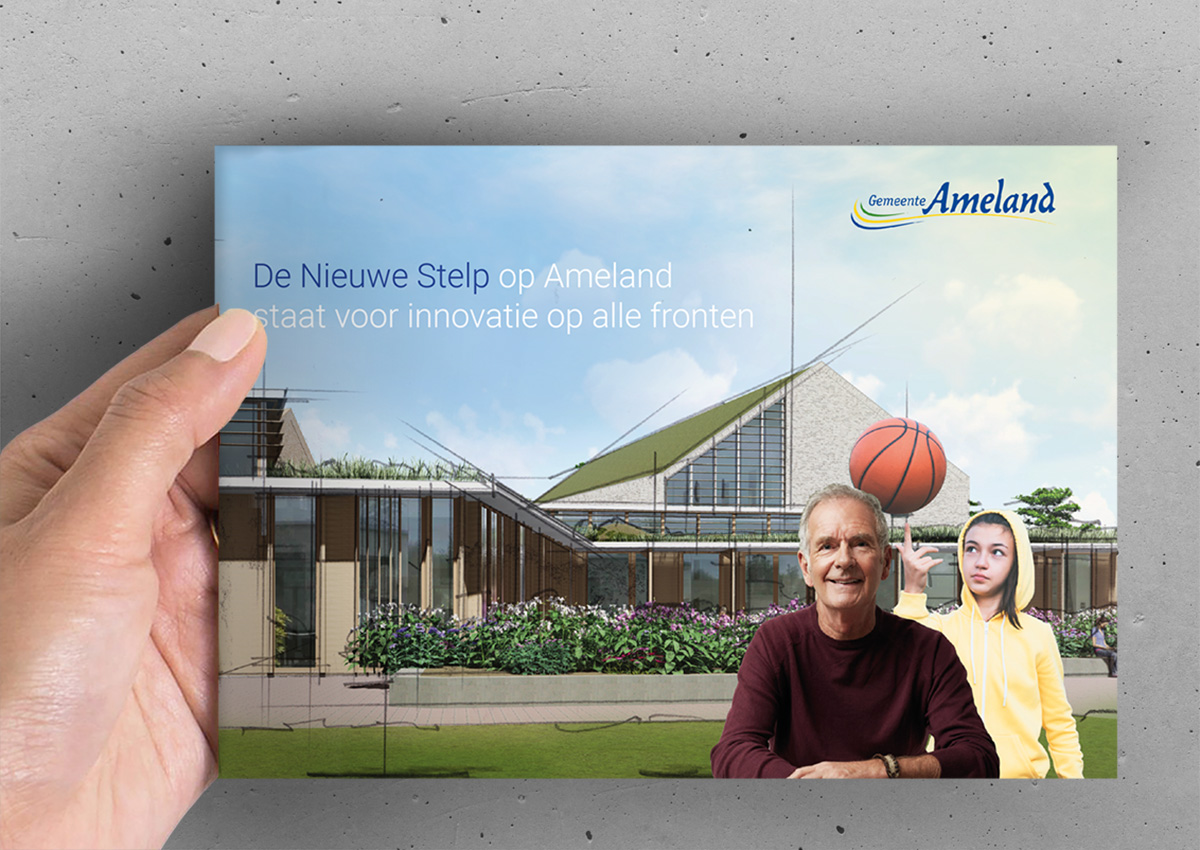 Gemeente Ameland
De Nieuwe Stelp op Ameland
staat voor innovatie op alle fronten